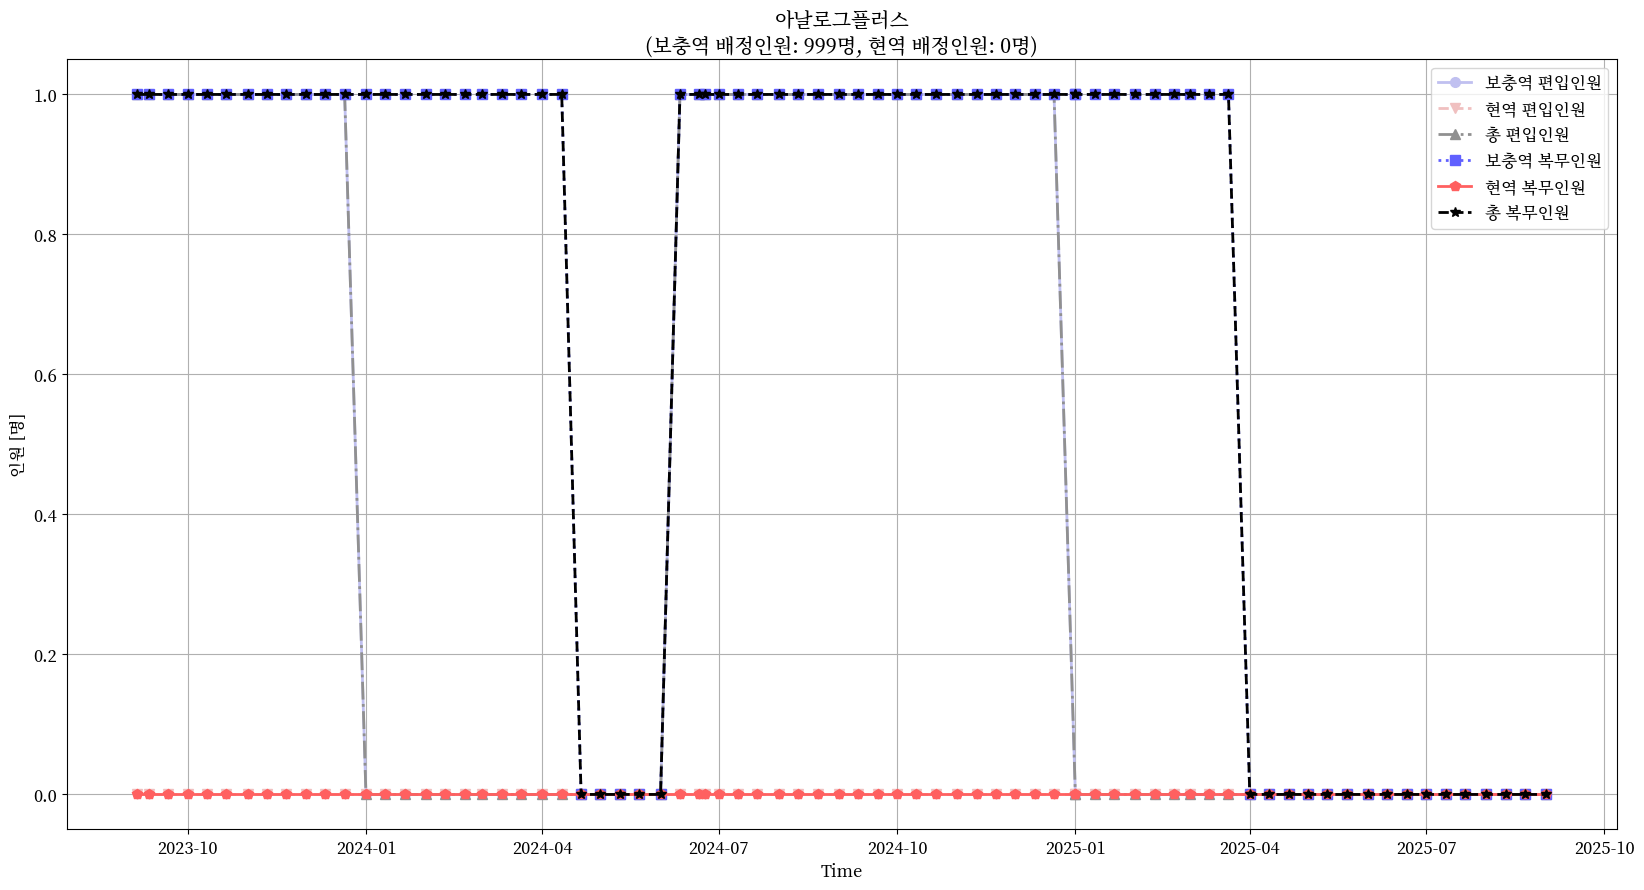 아날로그플러스
(보충역 배정인원: 999명, 현역 배정인원: 0명)
보충역 편입인원
현역 편입인원
총 편입인원
보충역 복무인원
현역 복무인원
총 복무인원
인원 [명]
1.0
0.8
0.6
0.4
0.2
0.0
2023-10
2024-01
2024-04
2024-07
2024-10
2025-01
2025-04
2025-07
2025-10
Time